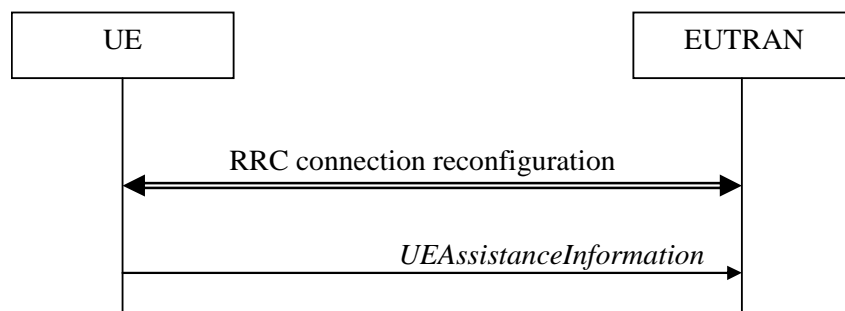 UE
EUTRAN
RRC connection reconfiguration
UEAssistanceInformation